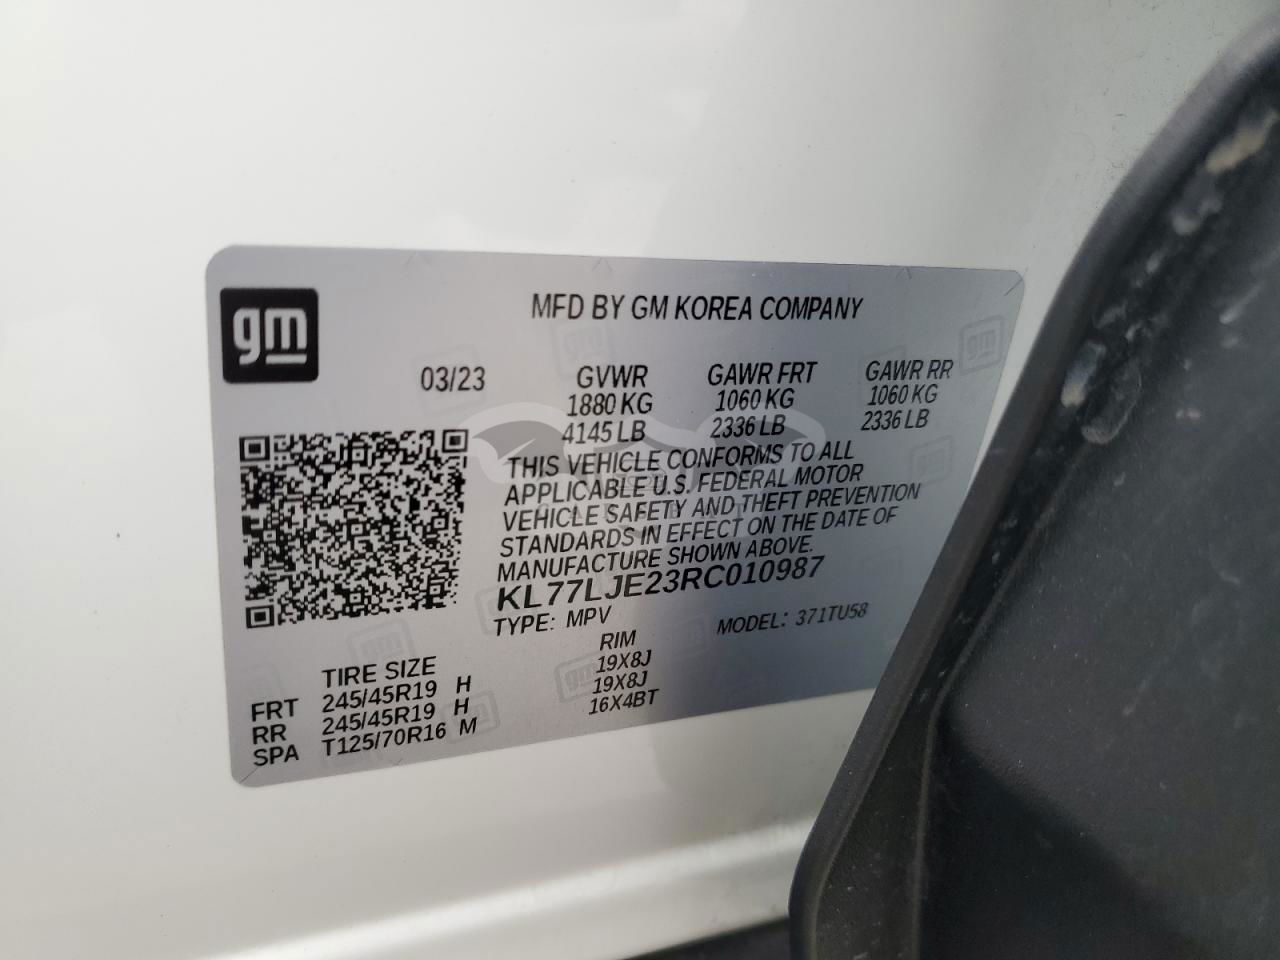 gm
MFD BY GM KOREA COMPANY
03/23 GVWR GAWR FRT GAWR RR
1880 KG 1060 KG 1060 KG
4145 LB 2336 LB 2336 LB
THIS VEHICLE CONFORMS TO ALL
APPLICABLE U.S. FEDERAL MOTOR
VEHICLE SAFETY AND THEFT PREVENTION
STANDARDS IN EFFECT ON THE DATE OF
MANUFACTURE SHOWN ABOVE.
KL77LJE23RC010987
TYPE: MPV MODEL: 371TU58
TIRE SIZE RIM
FRT 245/45R19 H 19X8J
RR 245/45R19 H 19X8J
SPA T125/70R16 M 16X4BT